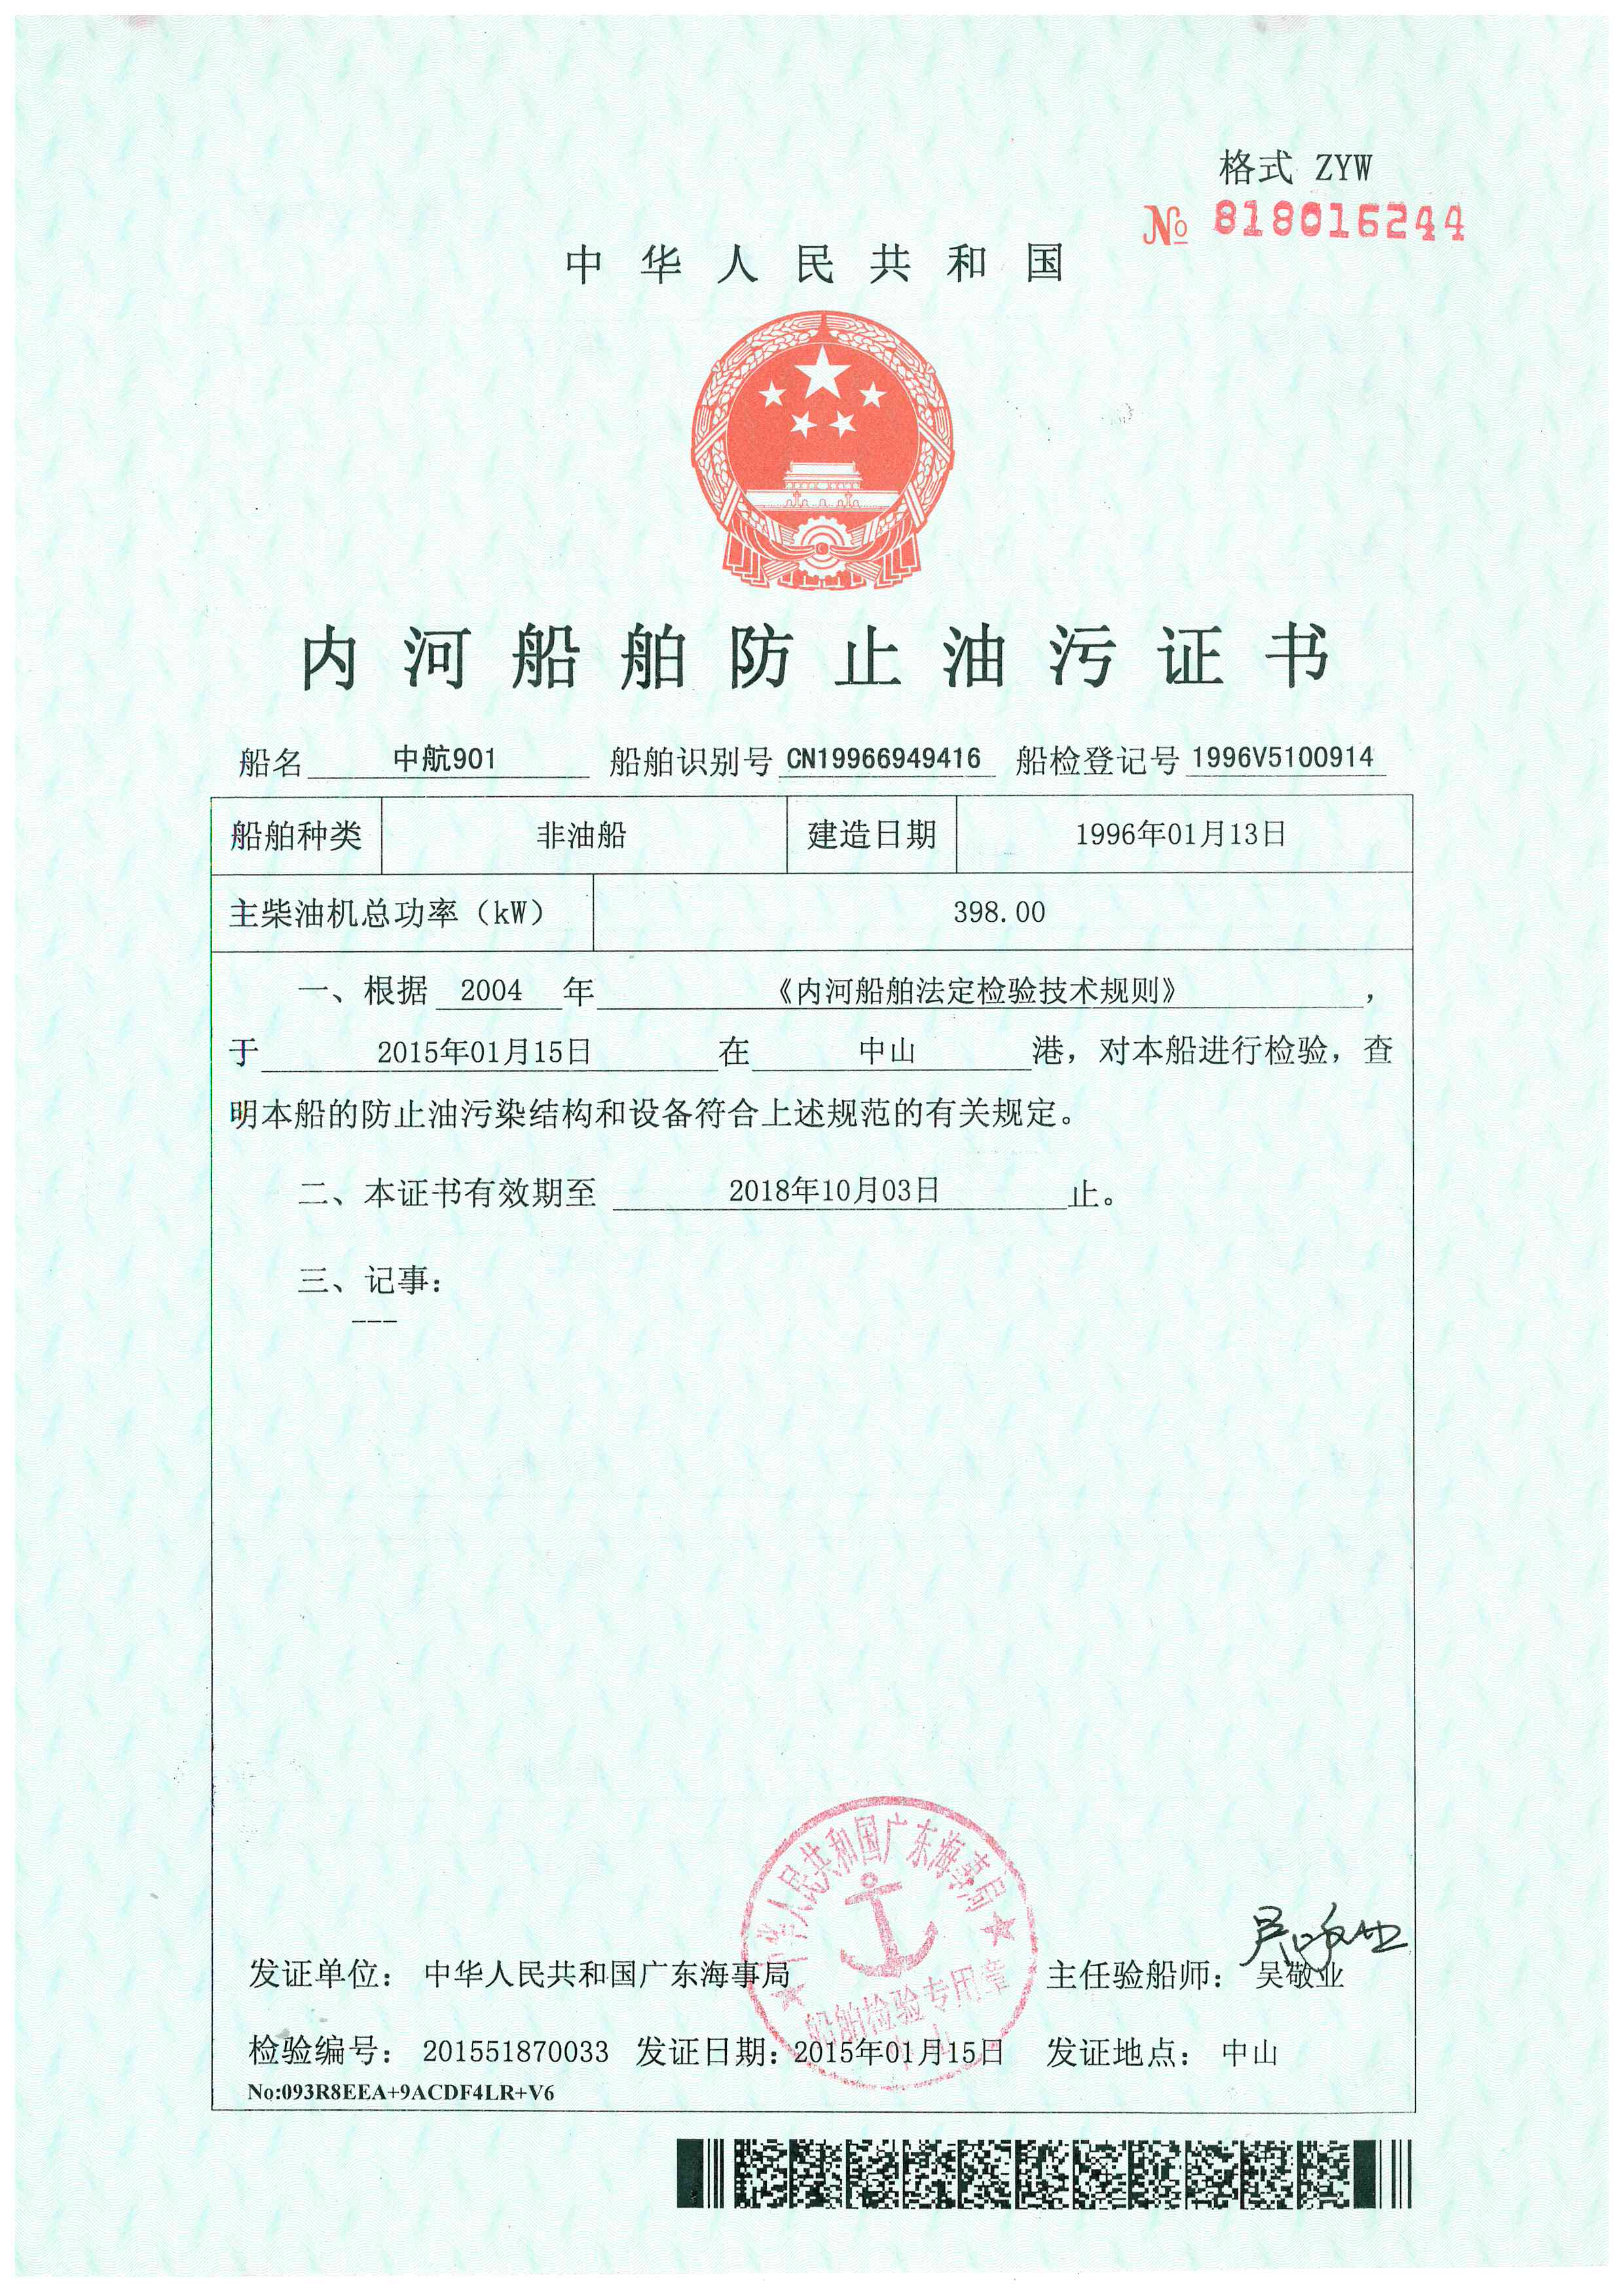 格式 ZYW
№ 818016244
中华人民共和国
内河船舶防止油污证书
船名 中航901 船舶识别号 CN19966949416 船检登记号 1996V5100914
船舶种类 非油船 建造日期 1996年01月13日
主柴油机总功率（kW） 398.00
一、根据 2004 年 《内河船舶法定检验技术规则》，
于 2015年01月15日 在 中山 港，对本船进行检验，查
明本船的防止油污染结构和设备符合上述规范的有关规定。
二、本证书有效期至 2018年10月03日 止。
三、记事：
---
中华人民共和国广东海事局
船舶检验专用章
中山
吴敬业
发证单位： 中华人民共和国广东海事局 主任验船师： 吴敬业
检验编号： 201551870033 发证日期：2015年01月15日 发证地点： 中山
No:093R8EEA+9ACDF4LR+V6